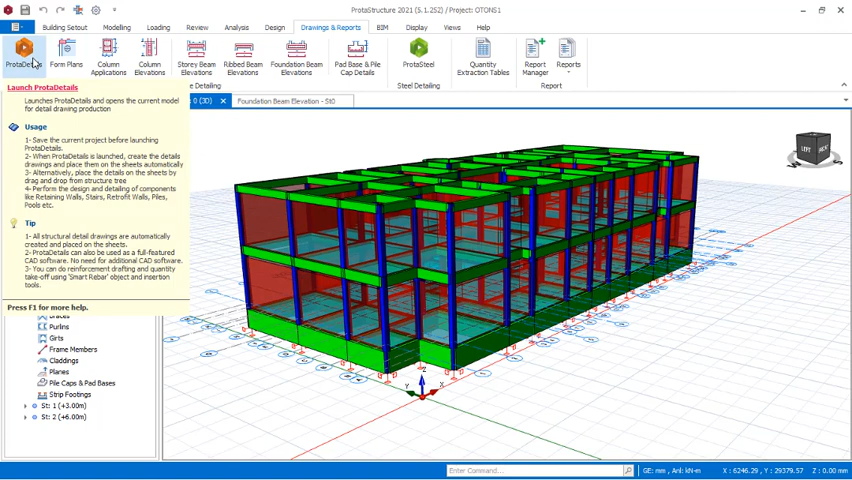 ProtaStructure 2021 (S.1.252) / Project: OTONS1
Building Setout
Modelling
Loading
Review
Analysis
Design
Drawings & Reports
BIM
Display
Views
Help
ProtaDetails
Form Plans
Column Applications
Column Elevations
Storey Beam Elevations
Ribbed Beam Elevations
Foundation Beam Elevations
Pad Base & Pile Cap Details
ProtaSteel
Quantity Extraction Tables
Report Manager
Reports
e Detailing
Steel Detailing
Report
: 0 (3D)
Foundation Beam Elevation - St0
Launch ProtaDetails
Launches ProtaDetails and opens the current model
for detail drawing production
Usage
1- Save the current project before launching
ProtaDetails.
2- When ProtaDetails is launched, create the details
drawings and place them on the sheets automatically
3- Alternatively, place the details on the sheets by
drag and drop from structure tree
4- Perform the design and detailing of components
like Retaining Walls, Stairs, Retrofit Walls, Piles,
Pools etc.
Tip
1- All structural detail drawings are automatically
created and placed on the sheets.
2- ProtaDetails can also be used as a full-featured
CAD software. No need for additional CAD software.
3- You can do reinforcement drafting and quantity
take-off using 'Smart Rebar' object and insertion
tools.
Press F1 for more help.
Braces
Purlins
Girts
Frame Members
Claddings
Planes
Pile Caps & Pad Bases
Strip Footings
St: 1 (+3.00m)
St: 2 (+6.00m)
LEFT
Z
Y
X
Enter Command...
GE: mm, Anl: kN-m
X : 6246.29, Y : 29379.57
Z : 0.00 mm